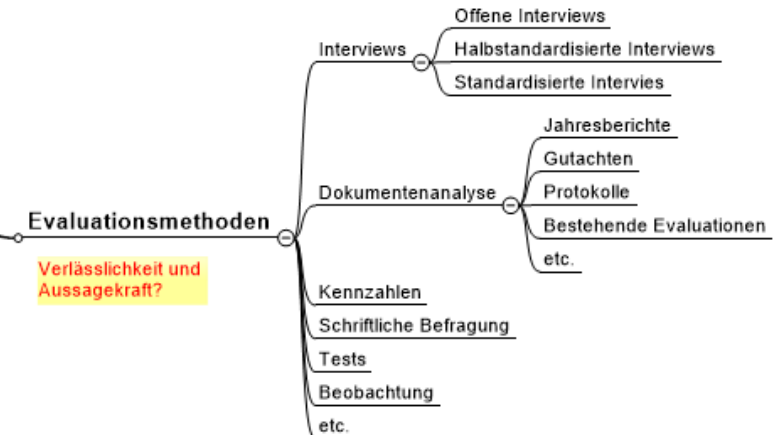 Offene Interviews
Interviews
Halbstandardisierte Interviews
Standardisierte Intervies
Jahresberichte
Gutachten
Dokumentenanalyse
Protokolle
Bestehende Evaluationen
etc.
Evaluationsmethoden
Verlässlichkeit und
Aussagekraft?
Kennzahlen
Schriftliche Befragung
Tests
Beobachtung
etc.